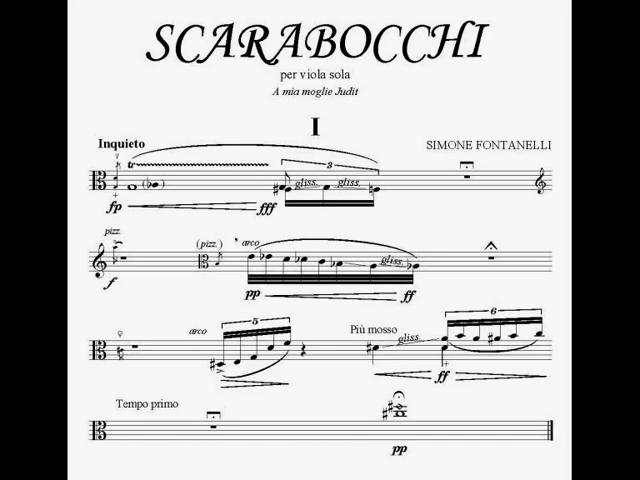 SCARABOCCHI
per viola sola
A mia moglie Judit
I
Inquieto
SIMONE FONTANELLI
3
gliss. gliss.
fp fff
pizz.
(pizz.) , arco
gliss.
f
pp ff
arco 5 Più mosso gliss. 6
ff
Tempo primo
pp